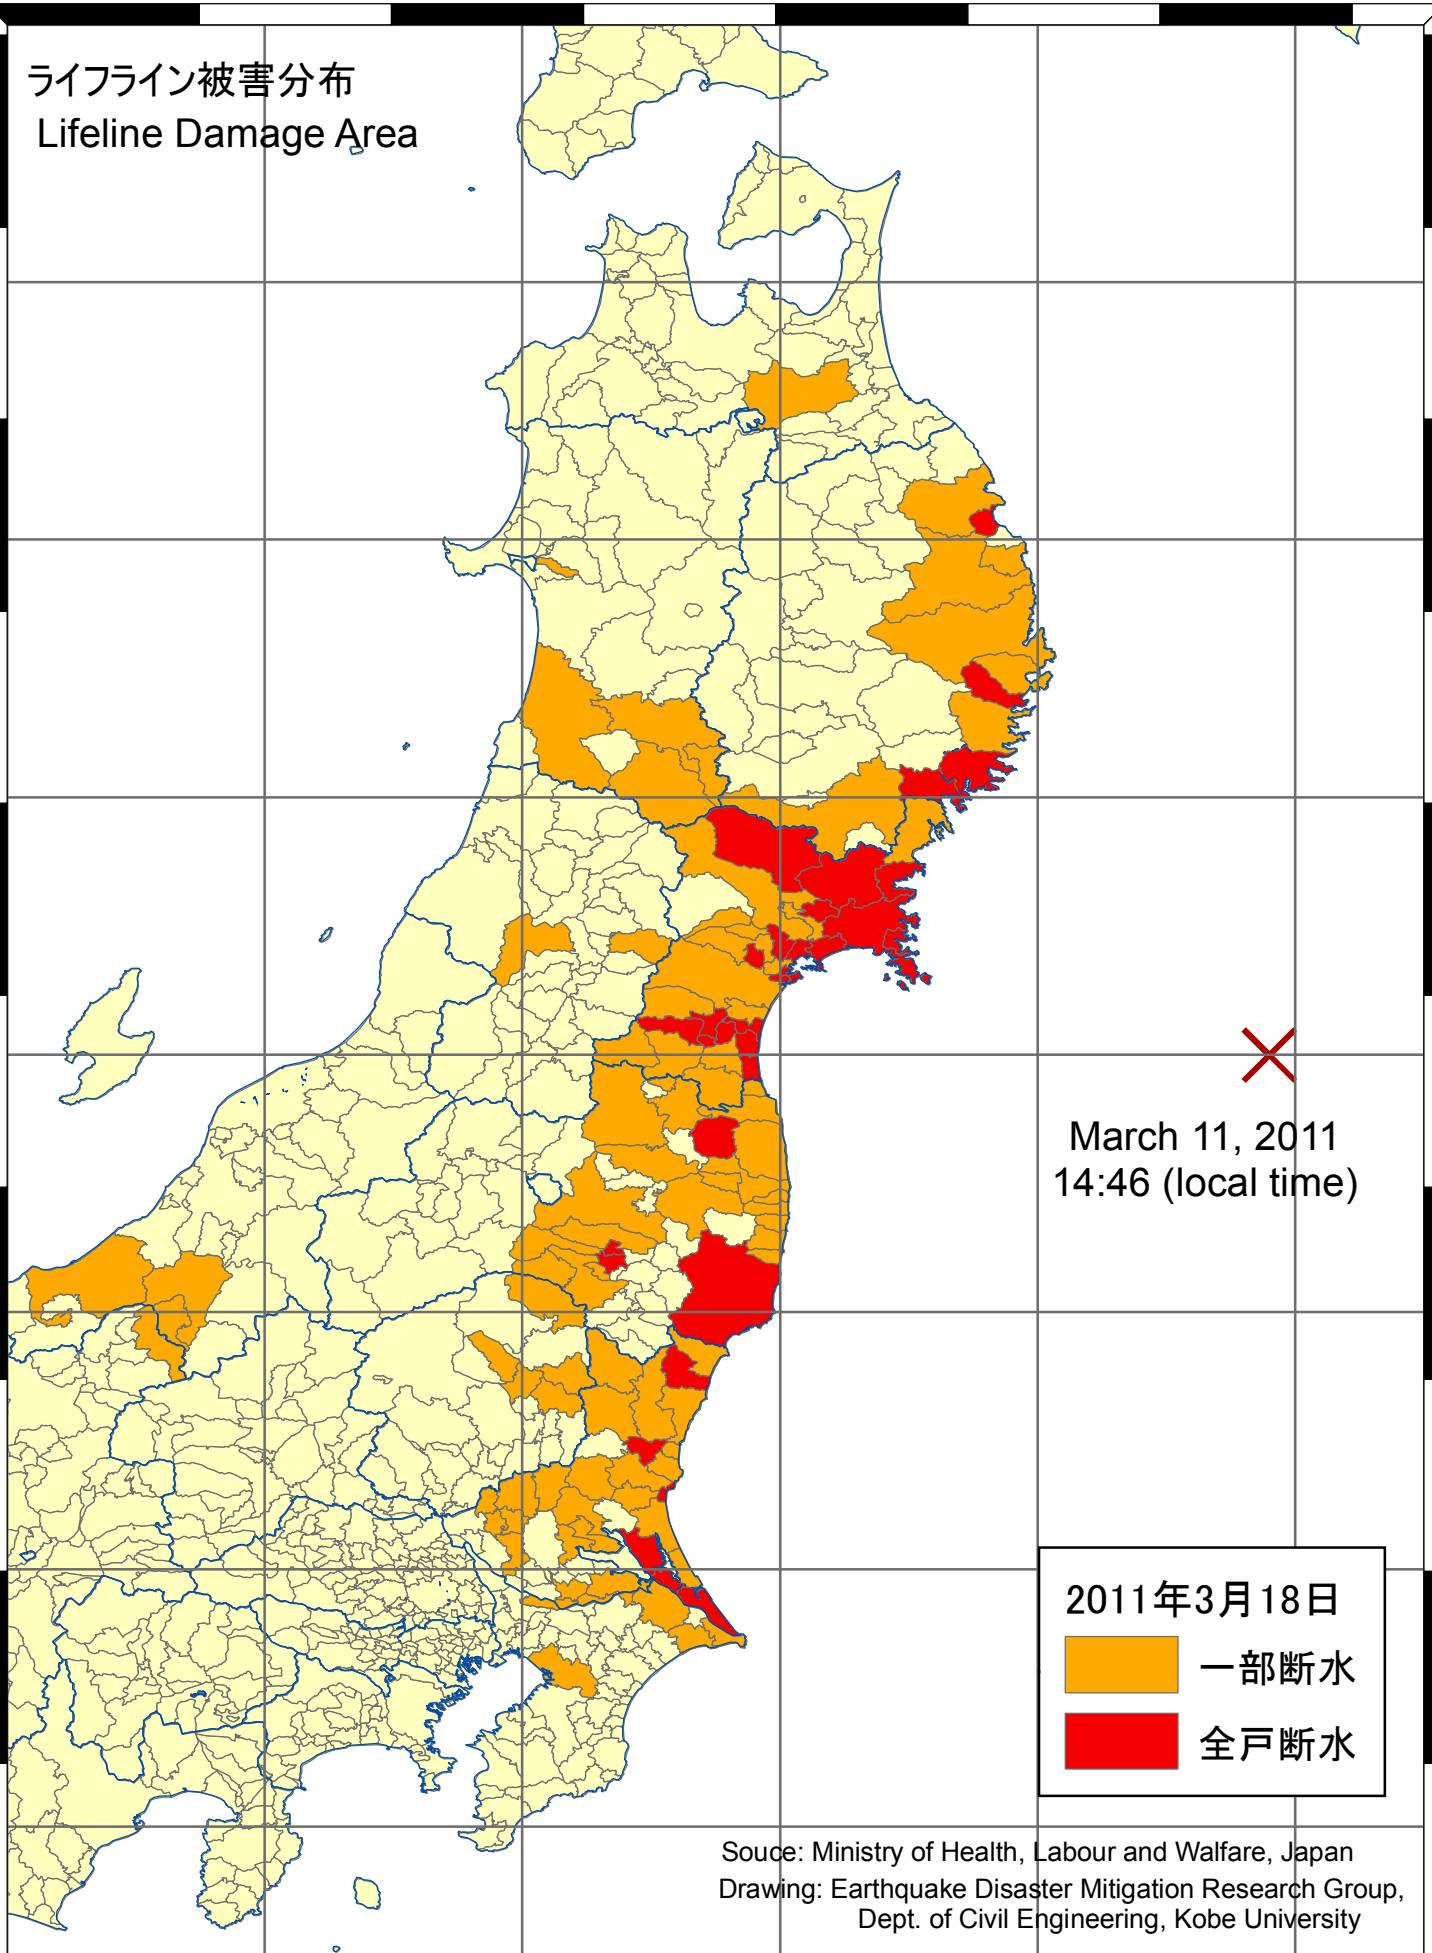 ライフライン被害分布
Lifeline Damage Area
March 11, 2011
14:46 (local time)
2011年3月18日
一部断水
全戸断水
Souce: Ministry of Health, Labour and Walfare, Japan
Drawing: Earthquake Disaster Mitigation Research Group,
Dept. of Civil Engineering, Kobe University